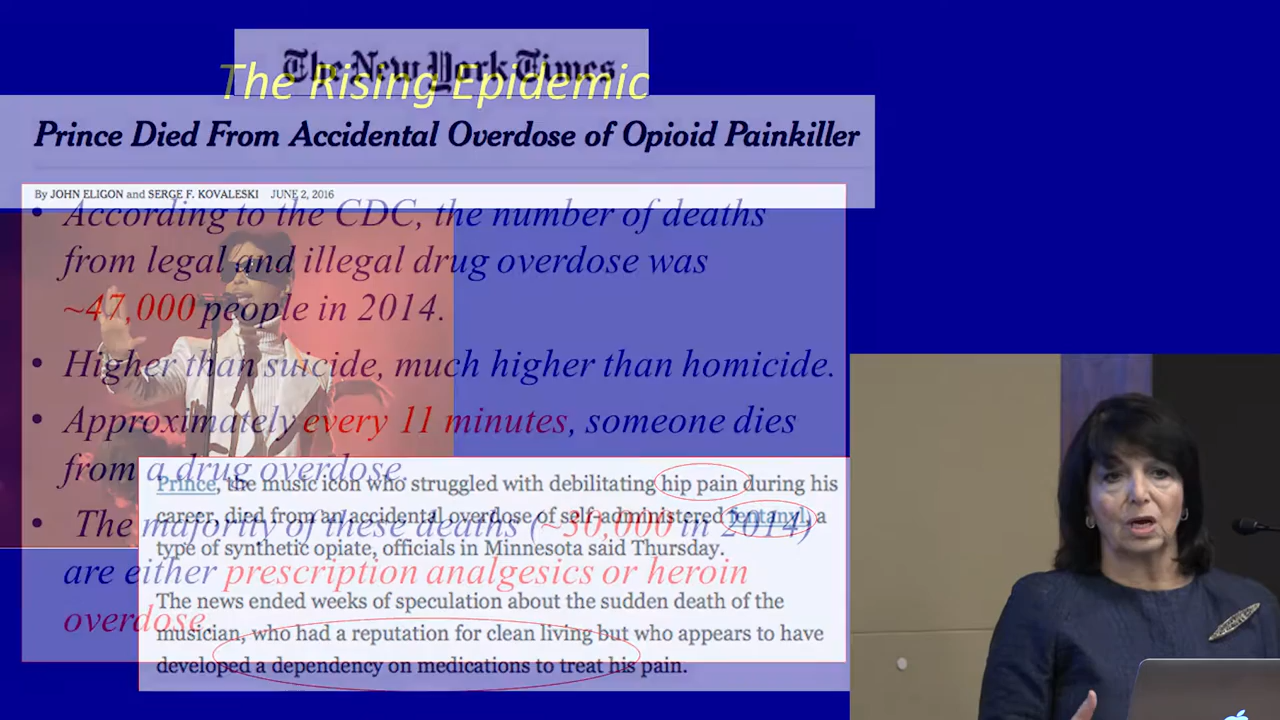 The New York Times
The Rising Epidemic
Prince Died From Accidental Overdose of Opioid Painkiller
By JOHN ELIGON and SERGE F. KOVALESKI JUNE 2, 2016
• According to the CDC, the number of deaths
from legal and illegal drug overdose was
~47,000 people in 2014.
• Higher than suicide, much higher than homicide.
• Approximately every 11 minutes, someone dies
from a drug overdose.
• The majority of these deaths (~30,000 in 2014)
are either prescription analgesics or heroin
overdose
Prince, the music icon who struggled with debilitating hip pain during his
career, died from an accidental overdose of self-administered fentanyl, a
type of synthetic opiate, officials in Minnesota said Thursday.
The news ended weeks of speculation about the sudden death of the
musician, who had a reputation for clean living but who appears to have
developed a dependency on medications to treat his pain.